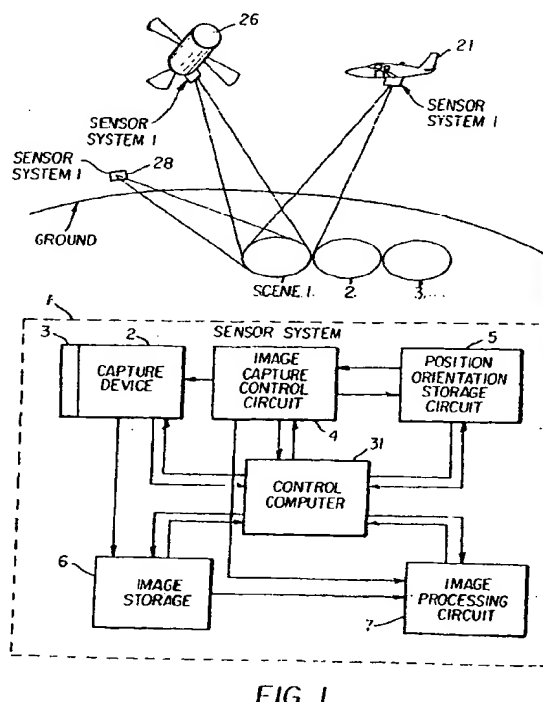 26
21
SENSOR
SYSTEM 1
SENSOR
SYSTEM 1
SENSOR
SYSTEM 1
28
GROUND
SCENE 1.
2.
3,...
1
SENSOR SYSTEM
3
2
CAPTURE
DEVICE
IMAGE
CAPTURE
CONTROL
CIRCUIT
4
5
POSITION
ORIENTATION
STORAGE
CIRCUIT
31
CONTROL
COMPUTER
6
IMAGE
STORAGE
IMAGE
PROCESSING
CIRCUIT
7
FIG. 1